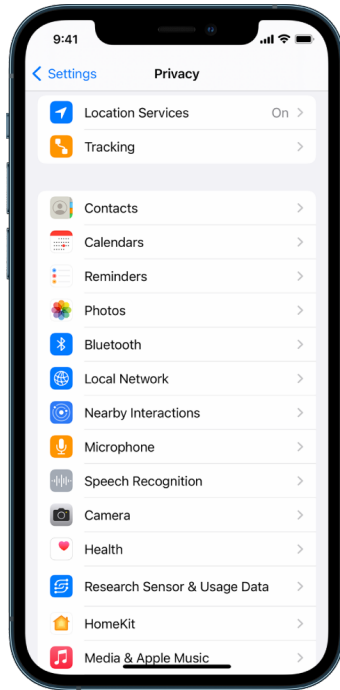 9:41
Settings
Privacy
Location Services On
Tracking
Contacts
Calendars
Reminders
Photos
Bluetooth
Local Network
Nearby Interactions
Microphone
Speech Recognition
Camera
Health
Research Sensor & Usage Data
HomeKit
Media & Apple Music